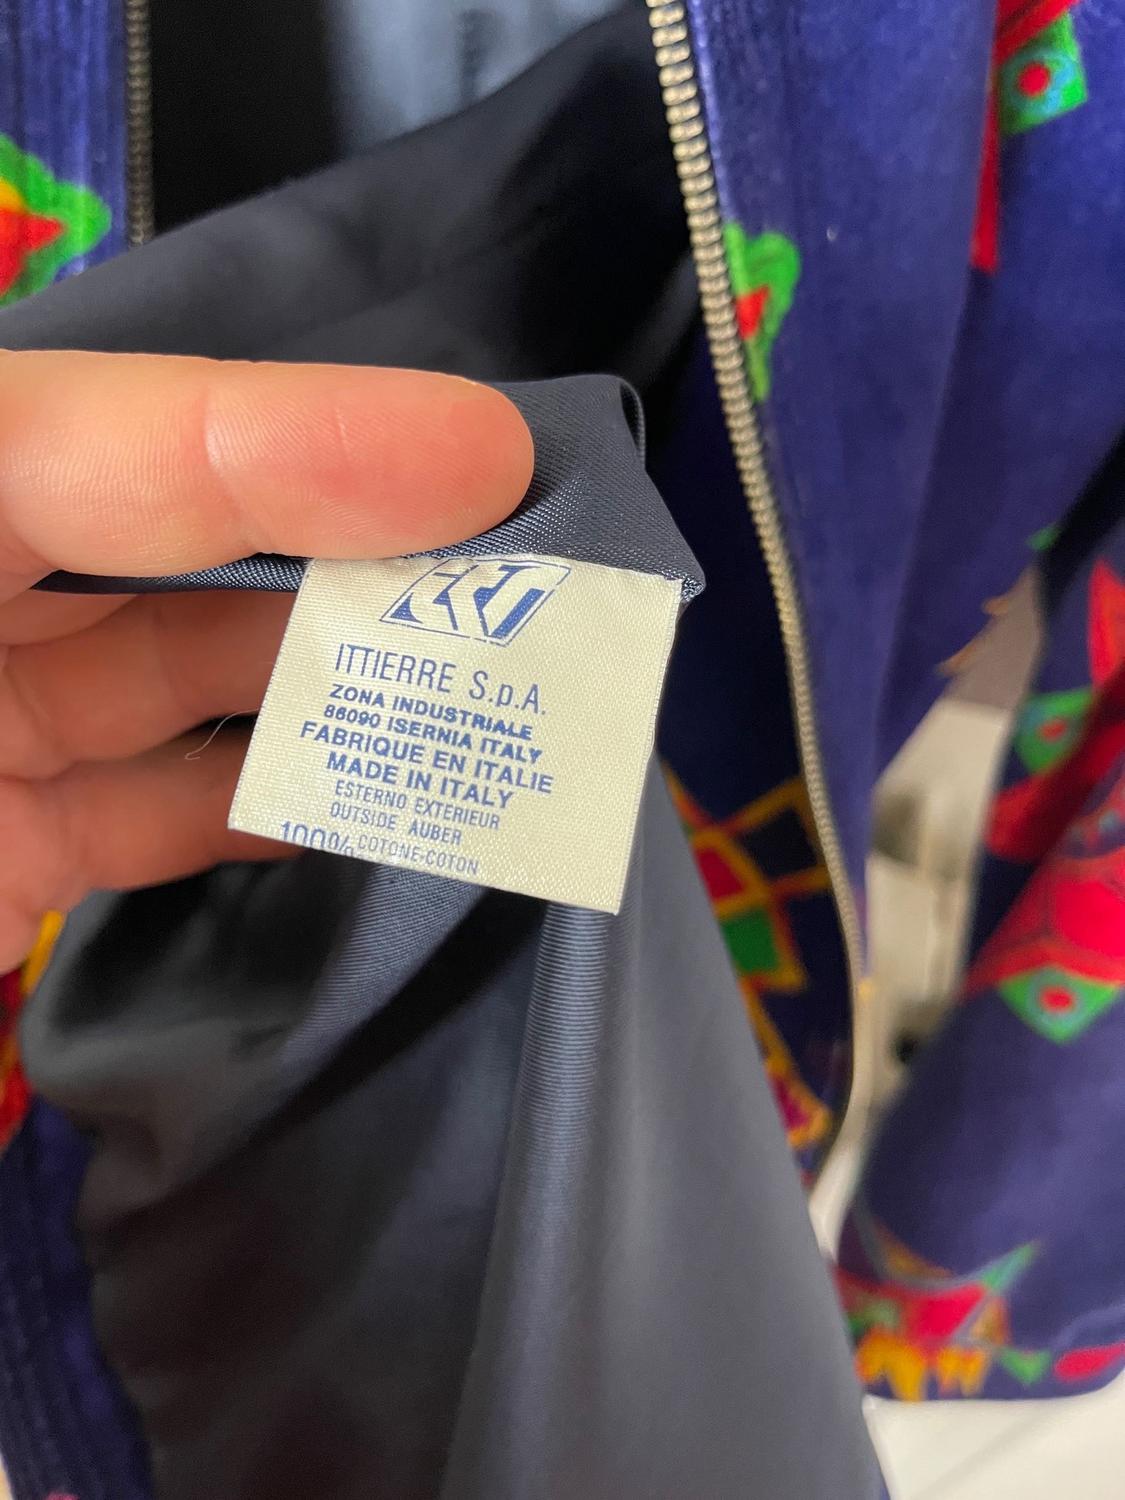 ITTIERRE S.p.A.
ZONA INDUSTRIALE
86090 ISERNIA ITALY
FABRIQUE EN ITALIE
MADE IN ITALY
ESTERNO EXTERIEUR
OUTSIDE AUBER
100% COTONE-COTON